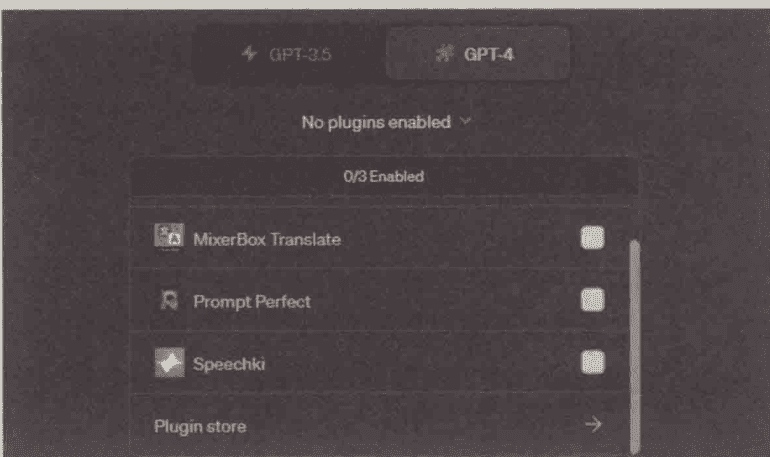 GPT-3.5 GPT-4
No plugins enabled
0/3 Enabled
MixerBox Translate
Prompt Perfect
Speechki
Plugin store